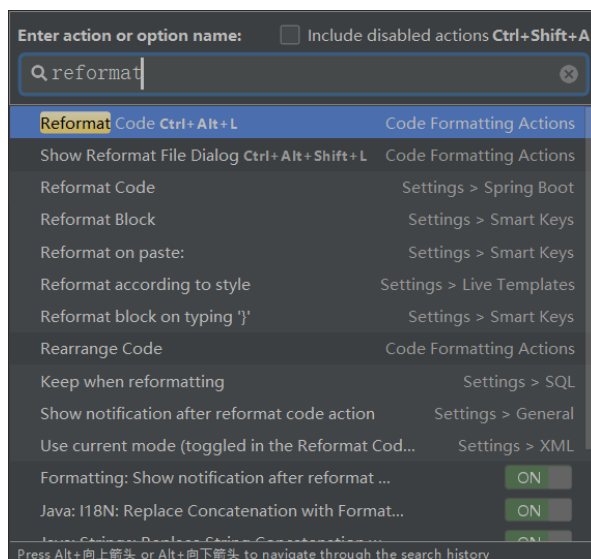 Enter action or option name: Include disabled actions Ctrl+Shift+A
reformat
Reformat Code Ctrl+Alt+L Code Formatting Actions
Show Reformat File Dialog Ctrl+Alt+Shift+L Code Formatting Actions
Reformat Code Settings > Spring Boot
Reformat Block Settings > Smart Keys
Reformat on paste: Settings > Smart Keys
Reformat according to style Settings > Live Templates
Reformat block on typing '}' Settings > Smart Keys
Rearrange Code Code Formatting Actions
Keep when reformatting Settings > SQL
Show notification after reformat code action Settings > General
Use current mode (toggled in the Reformat Cod... Settings > XML
Formatting: Show notification after reformat ... ON
Java: I18N: Replace Concatenation with Format... ON
Java: Strings: Replace String Concatenation ON
Press Alt+向上箭头 or Alt+向下箭头 to navigate through the search history